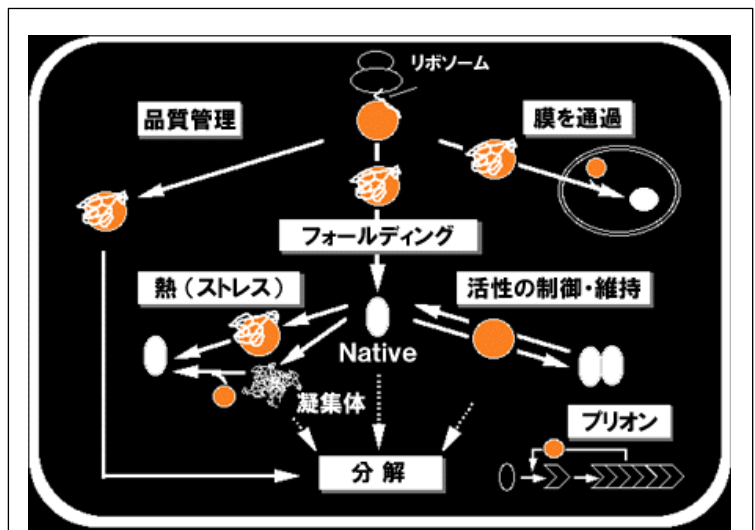 リボソーム
品質管理
膜を通過
フォールディング
熱(ストレス)
活性の制御・維持
Native
凝集体
プリオン
分解